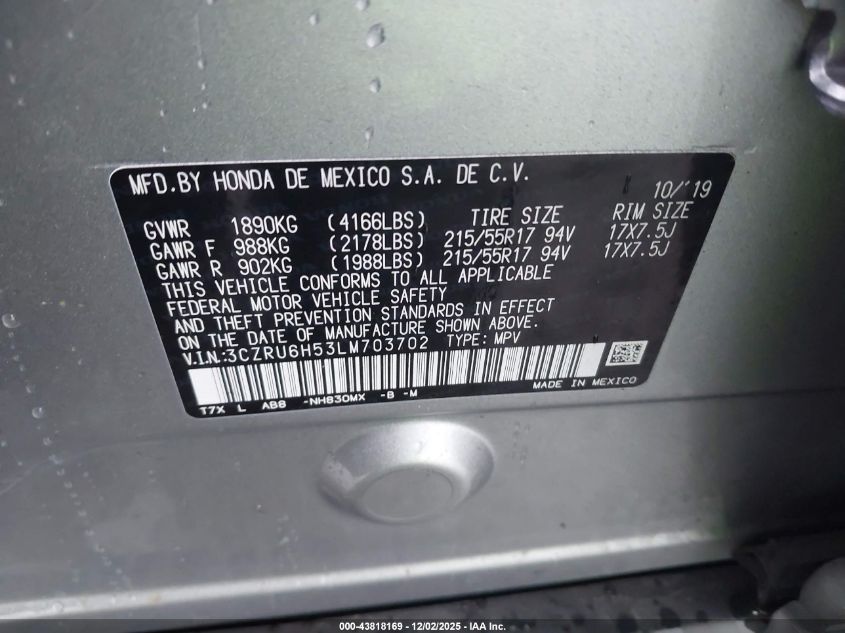 MFD.BY HONDA DE MEXICO S.A. DE C.V. 10/'19
GVWR 1890KG (4166LBS) TIRE SIZE RIM SIZE
GAWR F 988KG (2178LBS) 215/55R17 94V 17X7.5J
GAWR R 902KG (1988LBS) 215/55R17 94V 17X7.5J
THIS VEHICLE CONFORMS TO ALL APPLICABLE
FEDERAL MOTOR VEHICLE SAFETY
AND THEFT PREVENTION STANDARDS IN EFFECT
ON THE DATE OF MANUFACTURE SHOWN ABOVE.
V.I.N.:3CZRU6H53LM703702 TYPE: MPV
MADE IN MEXICO
T7X L AB8 -NH830MX -B -M
000-43818169 - 12/02/2025 - IAA Inc.